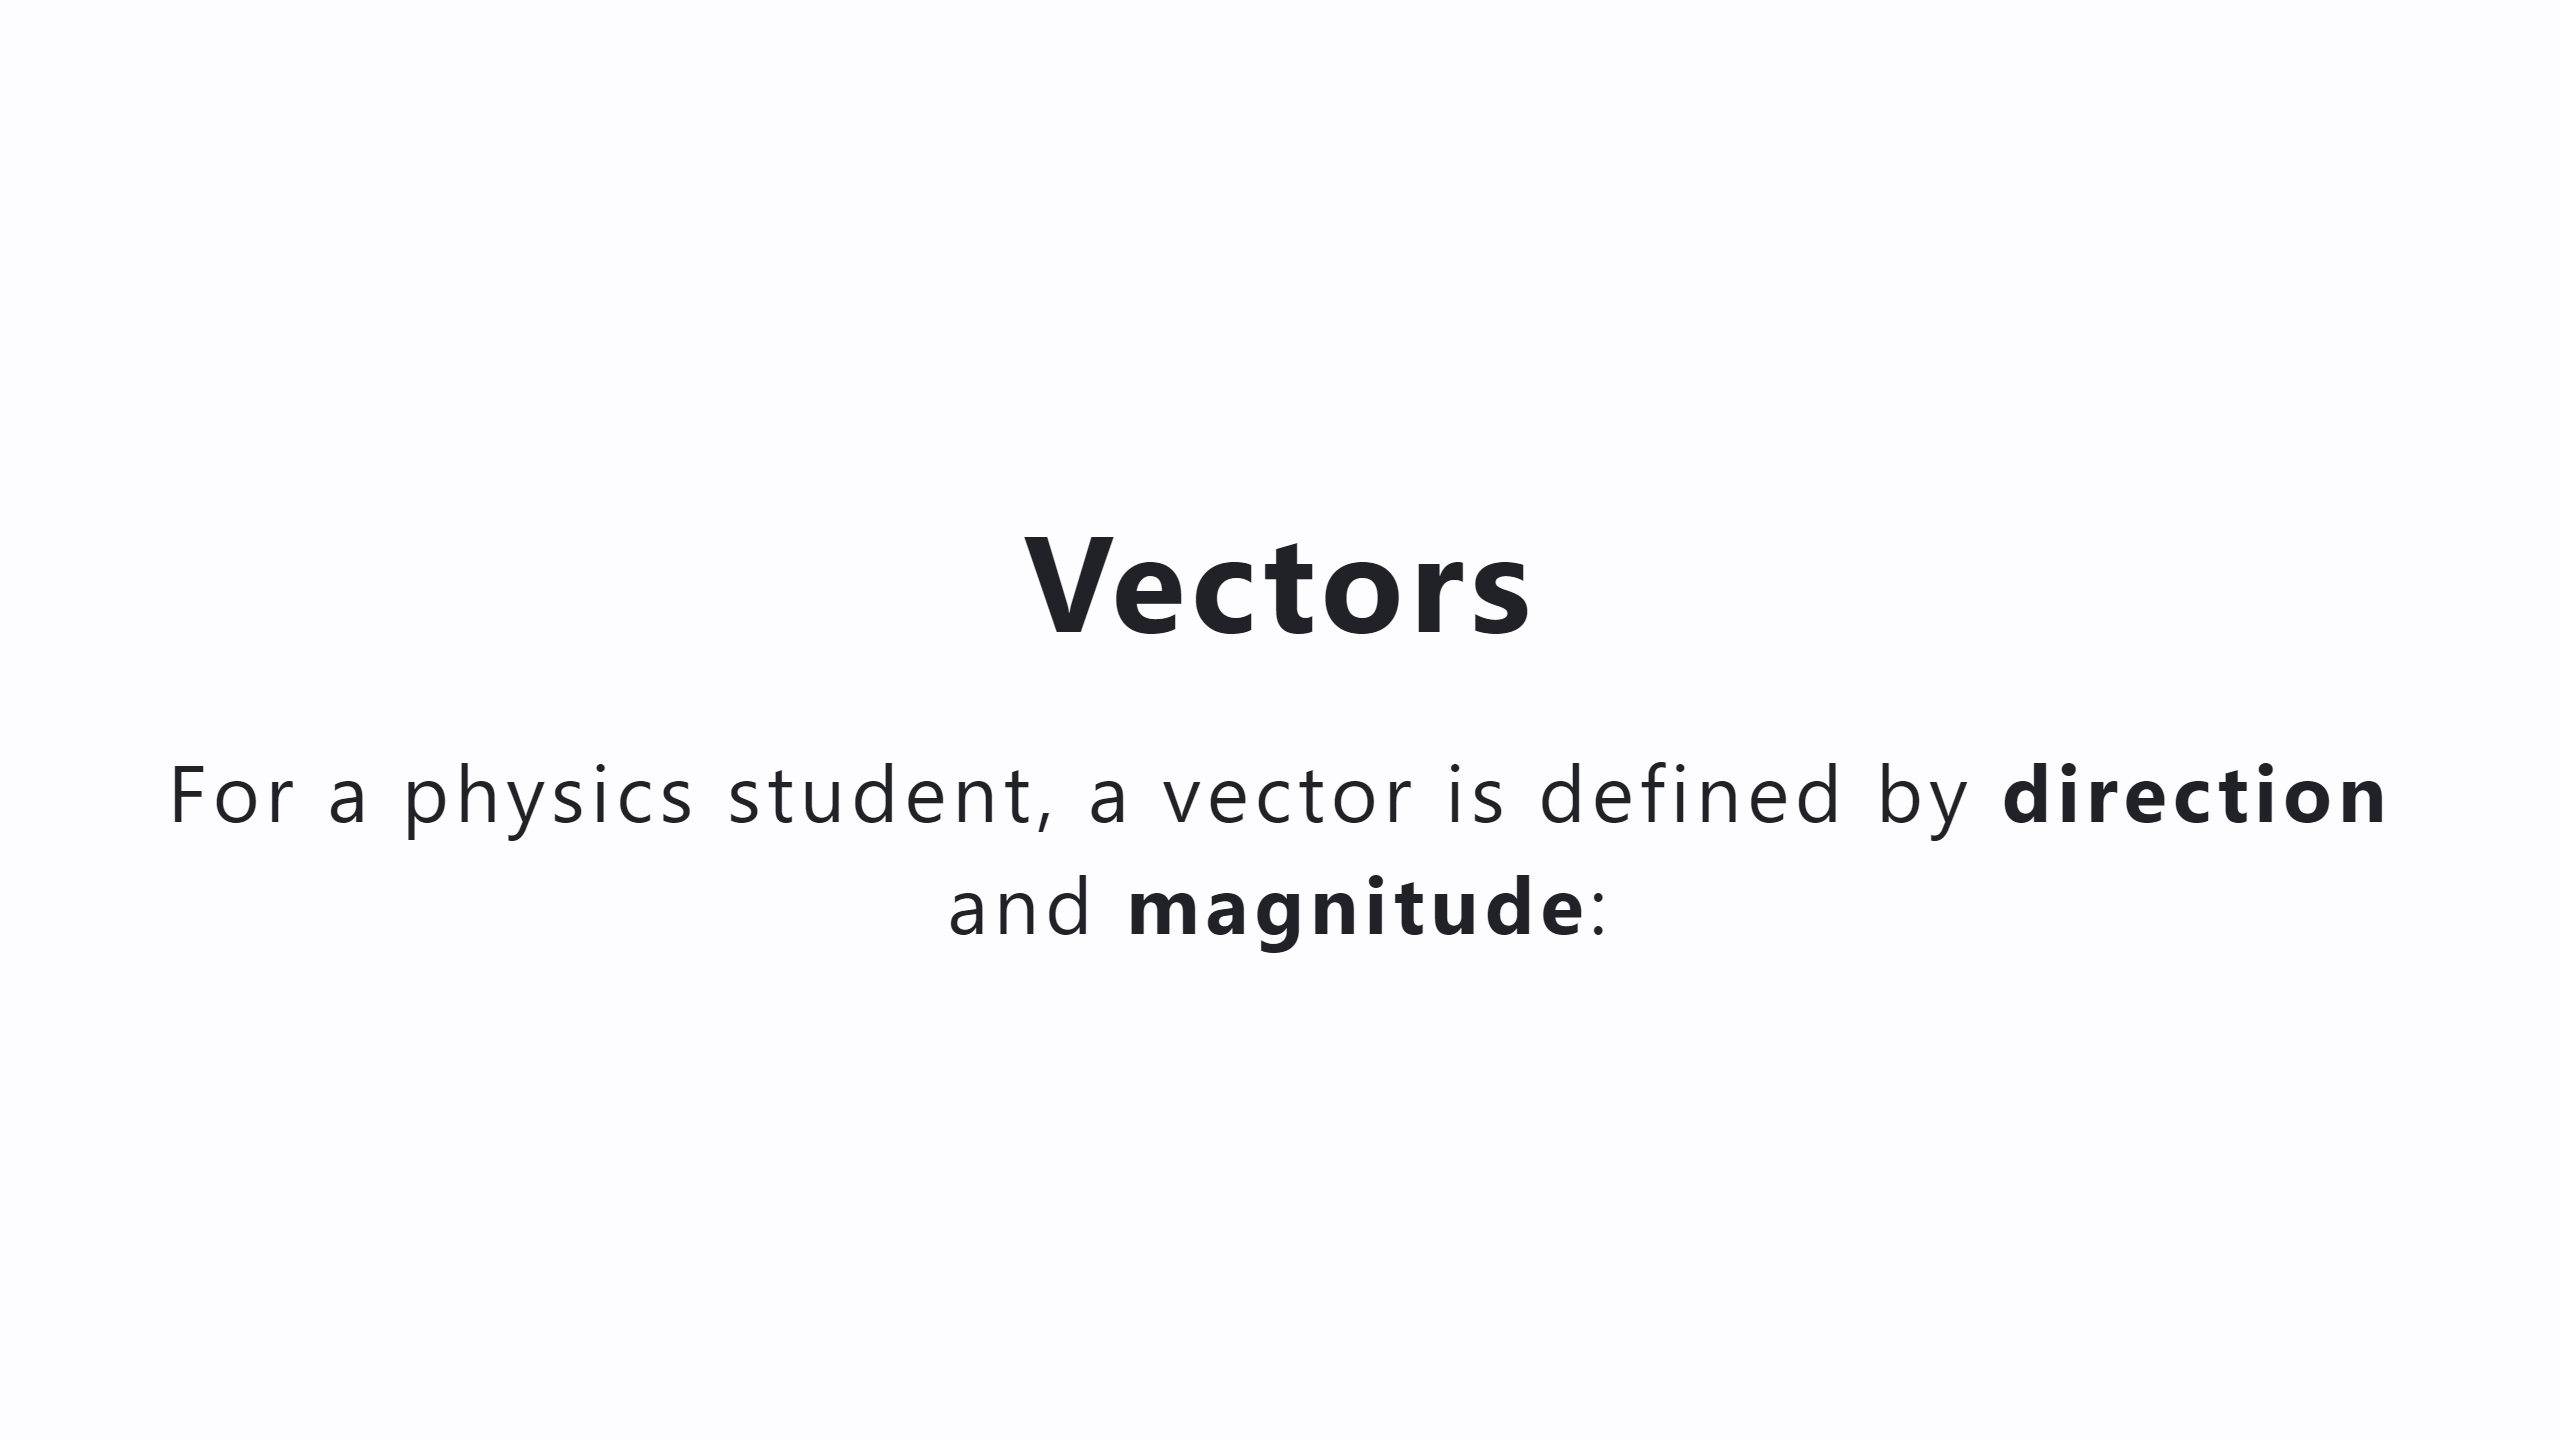 Vectors
For a physics student, a vector is defined by direction
and magnitude: